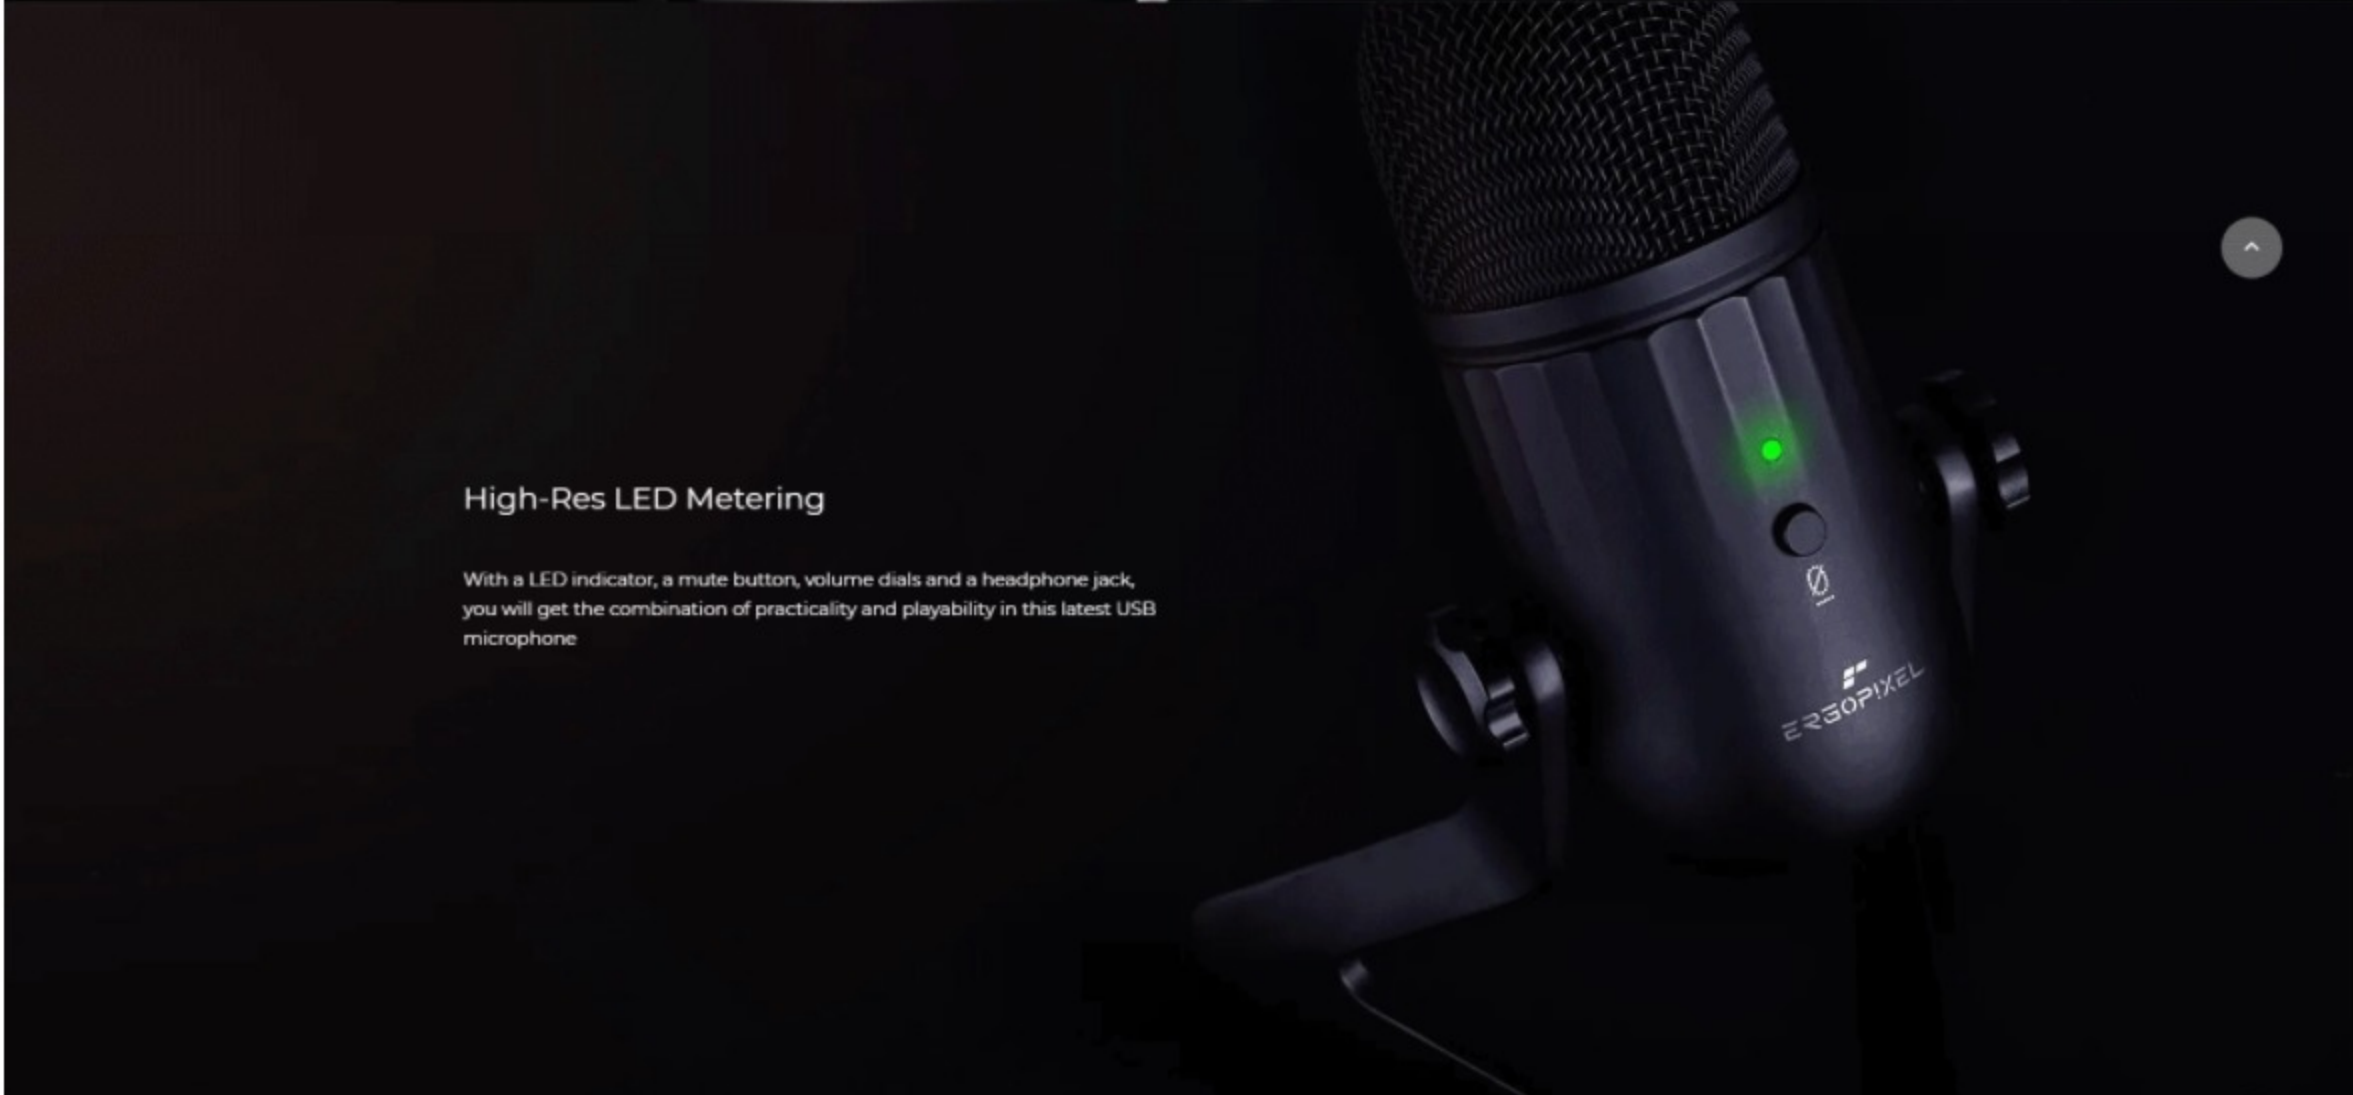 High-Res LED Metering
With a LED indicator, a mute button, volume dials and a headphone jack,
you will get the combination of practicality and playability in this latest USB
microphone
ERGOPIXEL